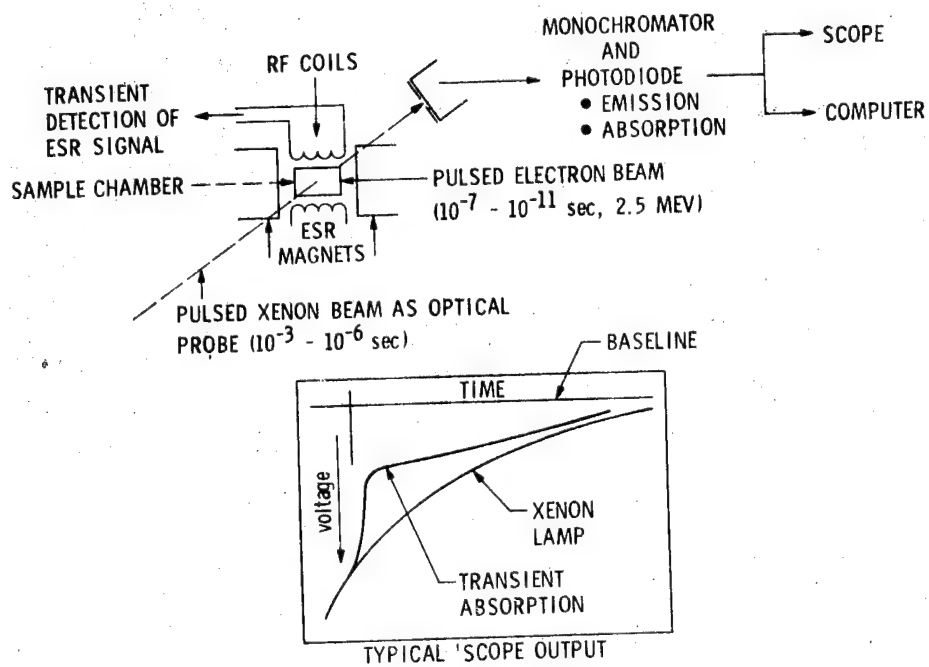 MONOCHROMATOR
AND
PHOTODIODE
• EMISSION
• ABSORPTION
SCOPE
COMPUTER
RF COILS
TRANSIENT
DETECTION OF
ESR SIGNAL
SAMPLE CHAMBER
PULSED ELECTRON BEAM
(10⁻⁷ - 10⁻¹¹ sec, 2.5 MEV)
ESR
MAGNETS
PULSED XENON BEAM AS OPTICAL
PROBE (10⁻³ - 10⁻⁶ sec)
BASELINE
TIME
voltage
XENON
LAMP
TRANSIENT
ABSORPTION
TYPICAL 'SCOPE OUTPUT